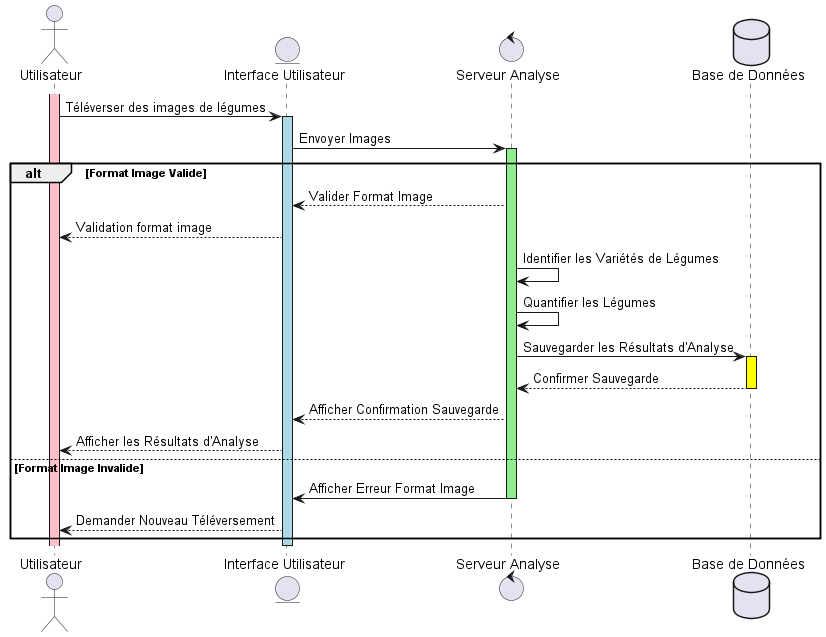 Utilisateur
Interface Utilisateur
Serveur Analyse
Base de Données
Téléverser des images de légumes
Envoyer Images
alt
[Format Image Valide]
Valider Format Image
Validation format image
Identifier les Variétés de Légumes
Quantifier les Légumes
Sauvegarder les Résultats d'Analyse
Confirmer Sauvegarde
Afficher Confirmation Sauvegarde
Afficher les Résultats d'Analyse
[Format Image Invalide]
Afficher Erreur Format Image
Demander Nouveau Téléversement
Utilisateur
Interface Utilisateur
Serveur Analyse
Base de Données